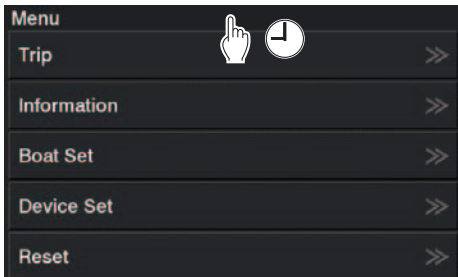 Menu
Trip
Information
Boat Set
Device Set
Reset